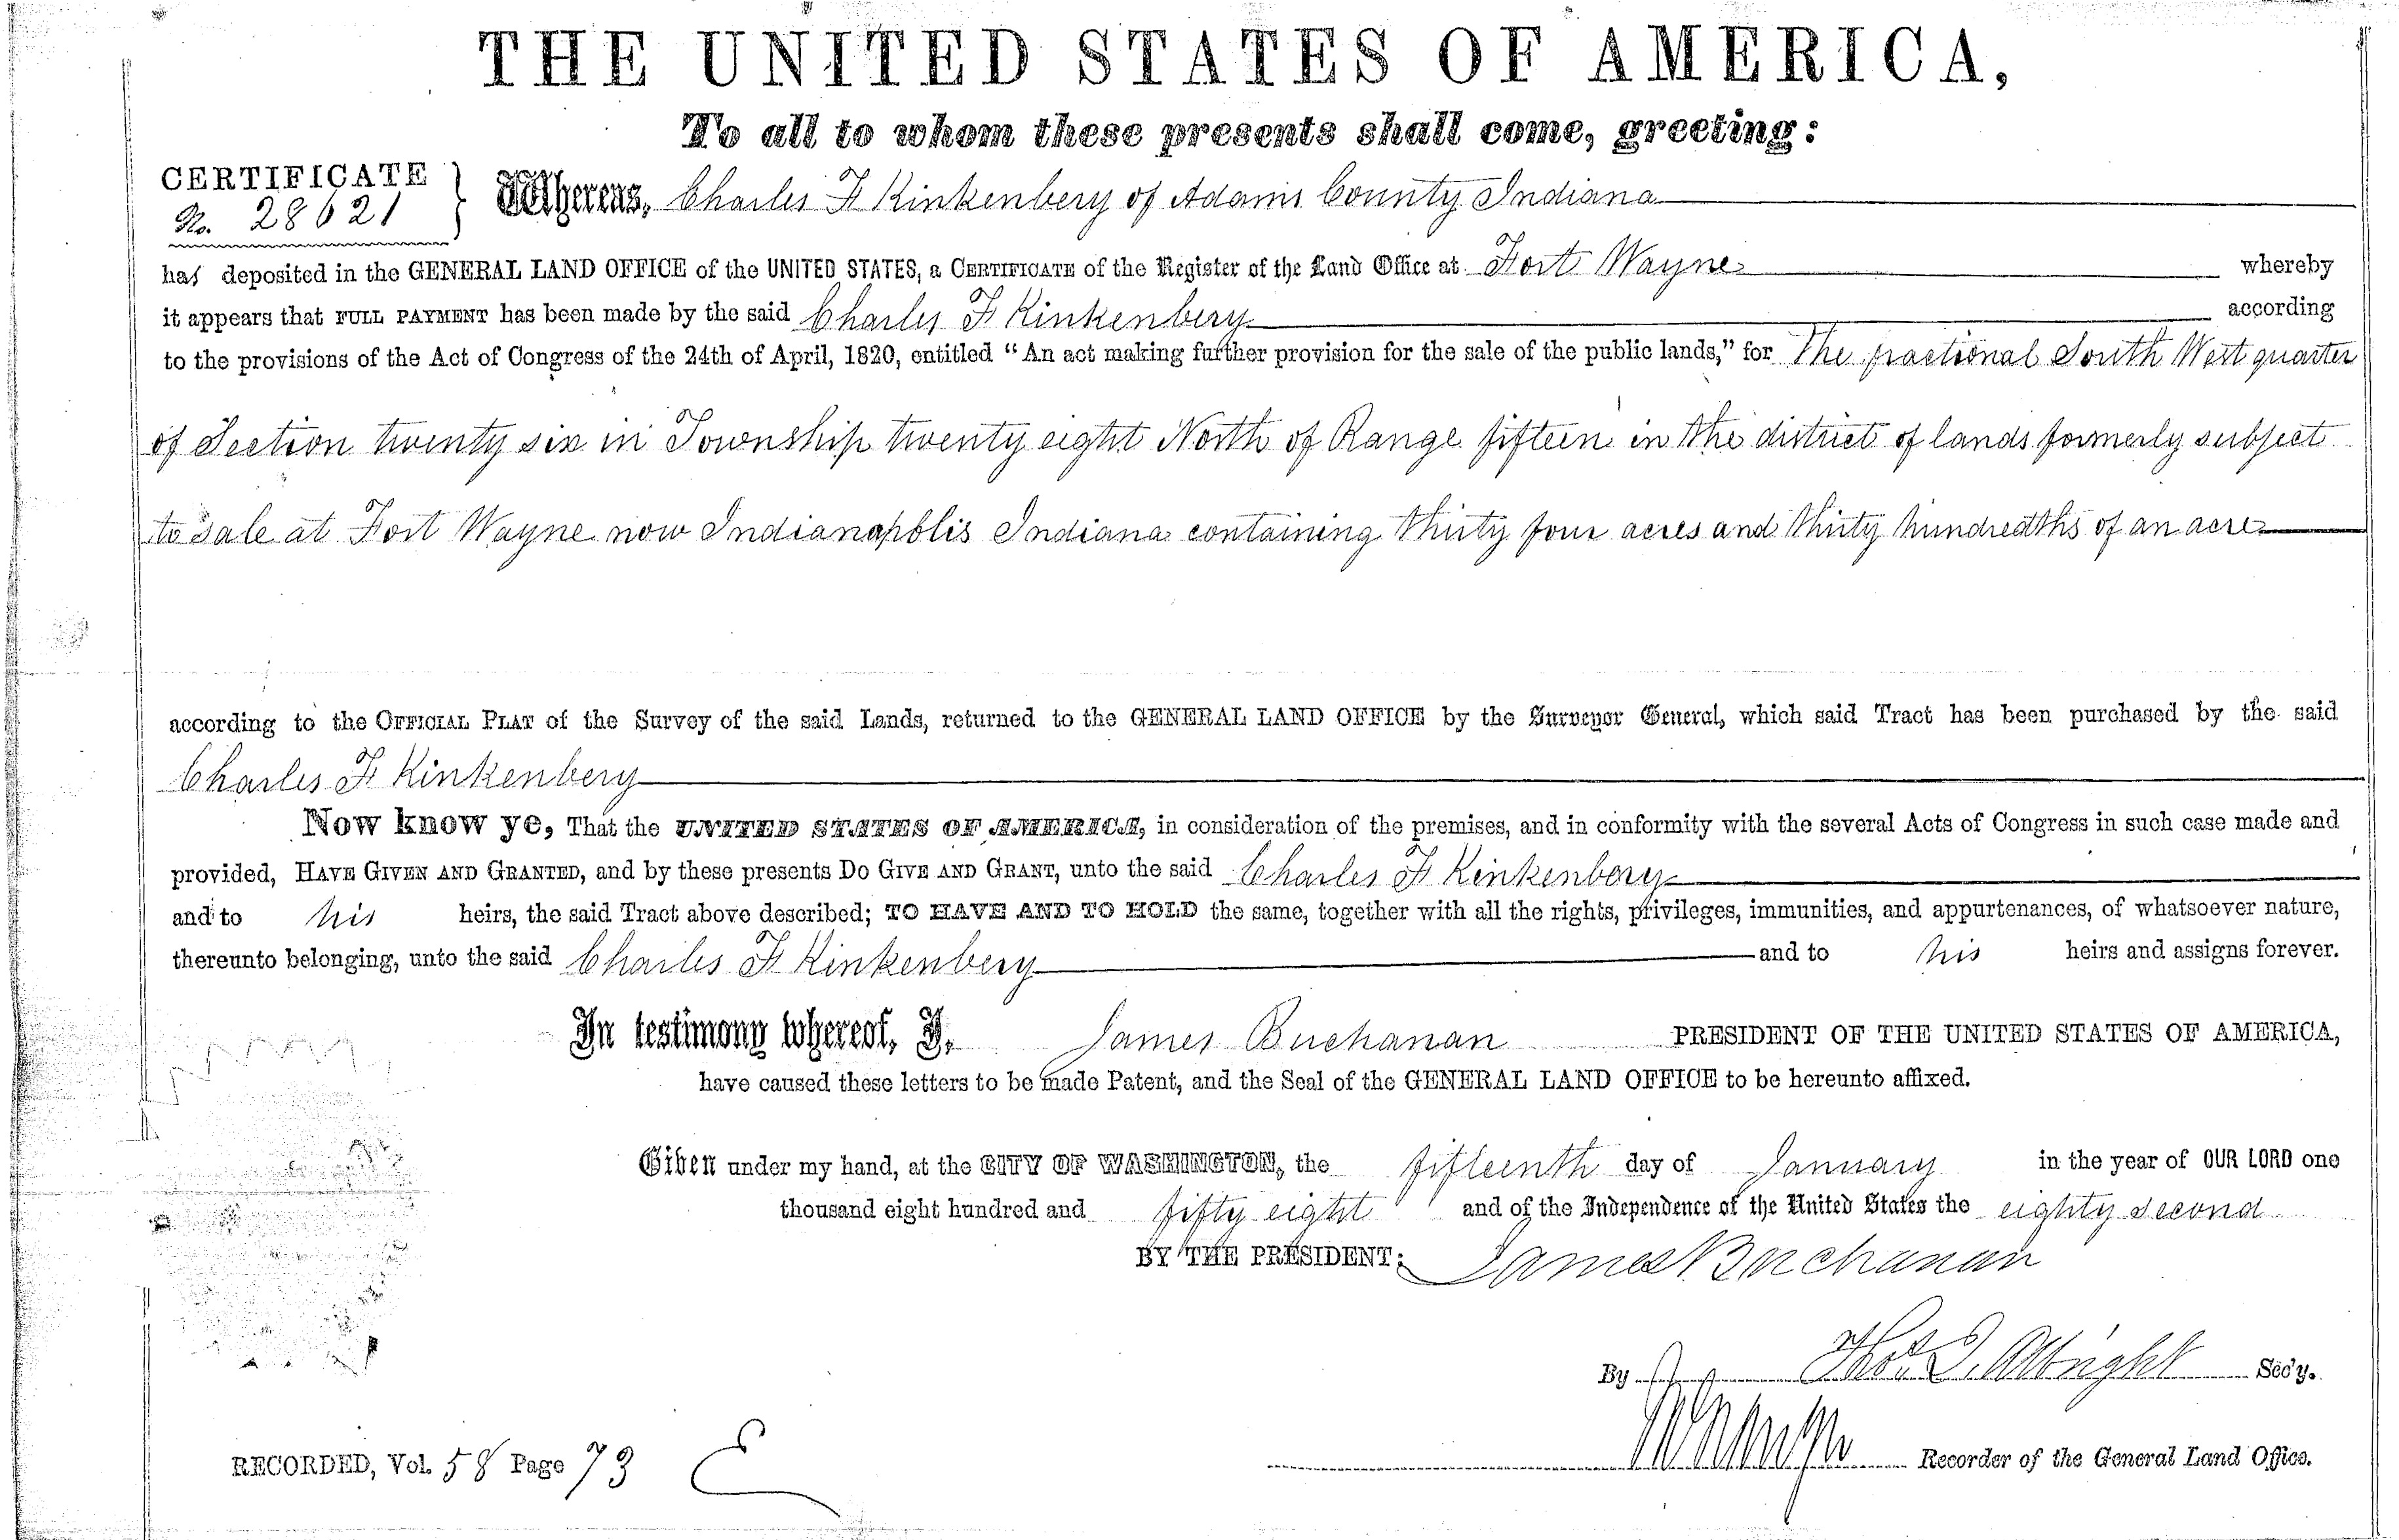 THE UNITED STATES OF AMERICA,
To all to whom these presents shall come, greeting:
CERTIFICATE
No. 28621
Whereas, Charles F Kinkenbery of Adams County Indiana
has deposited in the GENERAL LAND OFFICE of the UNITED STATES, a CERTIFICATE of the Register of the Land Office at Fort Wayne whereby
it appears that FULL PAYMENT has been made by the said Charles F Kinkenbery according
to the provisions of the Act of Congress of the 24th of April, 1820, entitled “An act making further provision for the sale of the public lands,” for The fractional South West quarter
of Section twenty six in Township twenty eight North of Range fifteen in the district of lands formerly subject
to sale at Fort Wayne now Indianapolis Indiana containing thirty four acres and thirty hundredths of an acre
according to the OFFICIAL PLAT of the Survey of the said Lands, returned to the GENERAL LAND OFFICE by the Surveyor General, which said Tract has been purchased by the said
Charles F Kinkenbery
Now know ye, That the UNITED STATES OF AMERICA, in consideration of the premises, and in conformity with the several Acts of Congress in such case made and
provided, HAVE GIVEN AND GRANTED, and by these presents DO GIVE AND GRANT, unto the said Charles F Kinkenbery
and to his heirs, the said Tract above described; TO HAVE AND TO HOLD the same, together with all the rights, privileges, immunities, and appurtenances, of whatsoever nature,
thereunto belonging, unto the said Charles F Kinkenbery and to his heirs and assigns forever.
In testimony whereof, I, James Buchanan PRESIDENT OF THE UNITED STATES OF AMERICA,
have caused these letters to be made Patent, and the Seal of the GENERAL LAND OFFICE to be hereunto affixed.
Given under my hand, at the CITY OF WASHINGTON, the fifteenth day of January in the year of OUR LORD one
thousand eight hundred and fifty eight and of the Independence of the United States the eighty second
BY THE PRESIDENT: James Buchanan
By Thos. J. Albright Sec'y.
Recorder of the General Land Office.
RECORDED, Vol. 58 Page 73 E